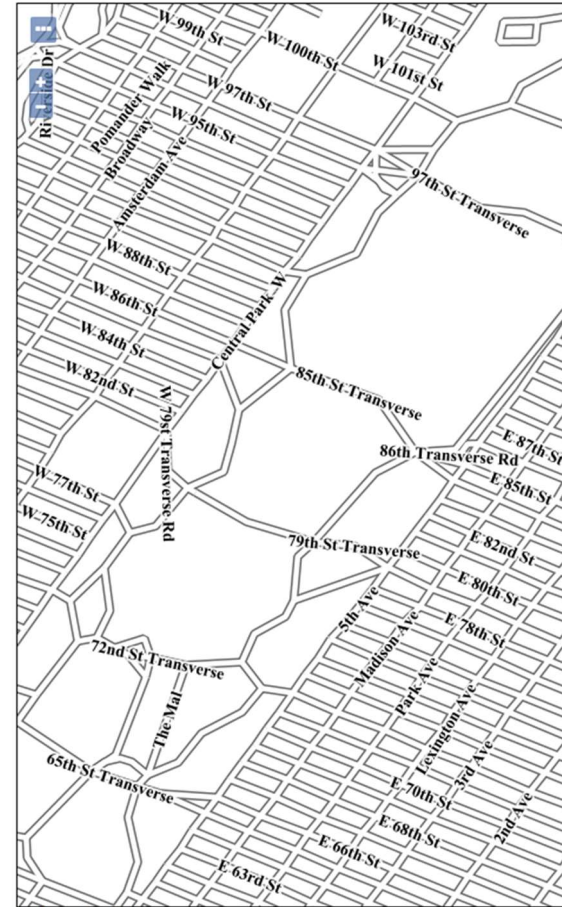 W 99th St
W 103rd St
W 100th St
W 101st St
Riverside Dr
Pomander Walk
W 97th St
Broadway
W 95th St
Amsterdam Ave
97th St Transverse
W 88th St
W 86th St
Central Park W
W 84th St
W 82nd St
85th St Transverse
W 79st Transverse Rd
86th Transverse Rd
E 87th St
W 77th St
E 85th St
W 75th St
79th St Transverse
E 82nd St
E 80th St
5th Ave
E 78th St
Madison Ave
72nd St Transverse
Park Ave
The Mal
Lexington Ave
65th St Transverse
3rd Ave
E 70th St
2nd Ave
E 68th St
E 66th St
E 63rd St